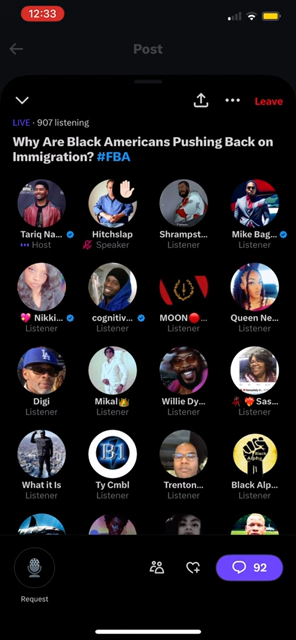 12:33
Post
LIVE · 907 listening
Why Are Black Americans Pushing Back on
Immigration? #FBA
Leave
Tariq Na... Hitchslap Shrampst... Mike Bag...
Host Speaker Listener Listener
Nikki... cognitiv... MOON🔴... Queen Ne...
Listener Listener Listener Listener
Digi Mikal👑 Willie Dy... Sas...
Listener Listener Listener Listener
What it Is Ty Cmbl Trenton... Black Alp...
Listener Listener Listener Listener
B1
Black
Alpha
92
Request